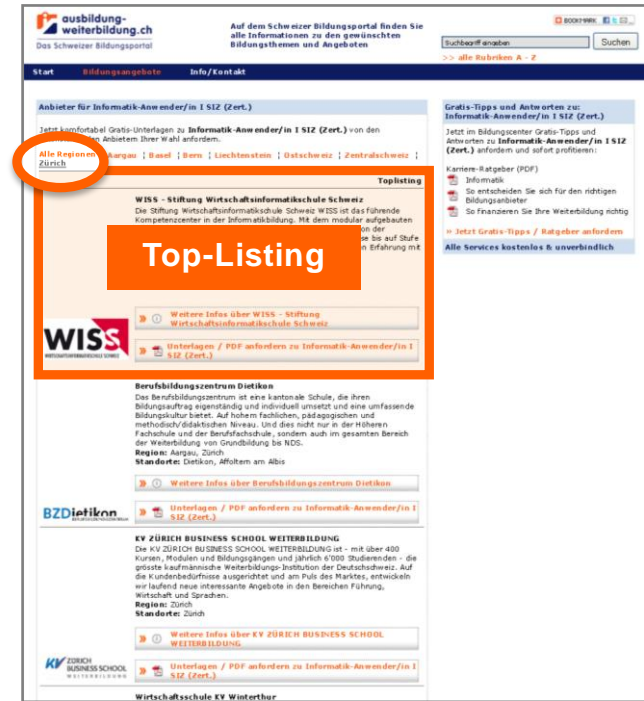 ausbildung-
weiterbildung.ch
Das Schweizer Bildungsportal
Auf dem Schweizer Bildungsportal finden Sie
alle Informationen zu den gewünschten
Bildungsthemen und Angeboten
BOOKMARK
Suchbegriff eingeben
Suchen
>> alle Rubriken A - Z
Start Bildungsangebote Info/Kontakt
Anbieter für Informatik-Anwender/in I SIZ (Zert.)
Jetzt komfortabel Gratis-Unterlagen zu Informatik-Anwender/in I SIZ (Zert.) von den
Anbietern Ihrer Wahl anfordern.
Alle Regionen Aargau ¦ Basel ¦ Bern ¦ Liechtenstein ¦ Ostschweiz ¦ Zentralschweiz ¦
Zürich
Toplisting
WISS - Stiftung Wirtschaftsinformatikschule Schweiz
Die Stiftung Wirtschaftsinformatikschule Schweiz WISS ist das führende
Kompetenzcenter in der Informatikbildung. Mit dem modular aufgebauten
on der
se bis auf Stufe
n Erfahrung mit
Top-Listing
WISS
WIRTSCHAFTSINFORMATIKSCHULE SCHWEIZ
Weitere Infos über WISS - Stiftung
Wirtschaftsinformatikschule Schweiz
Unterlagen / PDF anfordern zu Informatik-Anwender/in I
SIZ (Zert.)
Berufsbildungszentrum Dietikon
Das Berufsbildungszentrum ist eine kantonale Schule, die ihren
Bildungsauftrag eigenständig und individuell umsetzt und eine umfassende
Bildungskultur bietet. Auf hohem fachlichen, pädagogischen und
methodisch/didaktischen Niveau. Und dies nicht nur in der Höheren
Fachschule und der Berufsfachschule, sondern auch im gesamten Bereich
der Weiterbildung von Grundbildung bis NDS.
Region: Aargau, Zürich
Standorte: Dietikon, Affoltern am Albis
Weitere Infos über Berufsbildungszentrum Dietikon
BZDietikon
Unterlagen / PDF anfordern zu Informatik-Anwender/in I
SIZ (Zert.)
KV ZÜRICH BUSINESS SCHOOL WEITERBILDUNG
Die KV ZÜRICH BUSINESS SCHOOL WEITERBILDUNG ist - mit über 400
Kursen, Modulen und Bildungsgängen und jährlich 6'000 Studierenden - die
grösste kaufmännische Weiterbildungs-Institution der Deutschschweiz. Auf
die Kundenbedürfnisse ausgerichtet und am Puls des Marktes, entwickeln
wir laufend neue interessante Angebote in den Bereichen Führung,
Wirtschaft und Sprachen.
Region: Zürich
Standorte: Zürich
Weitere Infos über KV ZÜRICH BUSINESS SCHOOL
WEITERBILDUNG
KV ZÜRICH
BUSINESS SCHOOL
WEITERBILDUNG
Unterlagen / PDF anfordern zu Informatik-Anwender/in I
SIZ (Zert.)
Wirtschaftsschule KV Winterthur
Gratis-Tipps und Antworten zu:
Informatik-Anwender/in I SIZ (Zert.)
Jetzt im Bildungscenter Gratis-Tipps und
Antworten zu Informatik-Anwender/in I SIZ
(Zert.) anfordern und sofort profitieren:
Karriere-Ratgeber (PDF)
Informatik
So entscheiden Sie sich für den richtigen
Bildungsanbieter
So finanzieren Sie Ihre Weiterbildung richtig
» Jetzt Gratis-Tipps / Ratgeber anfordern
Alle Services kostenlos & unverbindlich